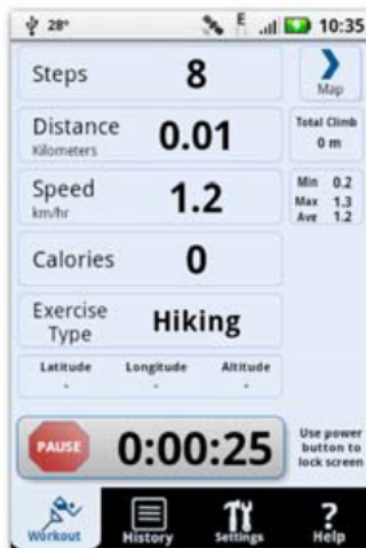 28° E 10:35
Steps 8
Map
Distance 0.01
Kilometers
Total Climb
0 m
Speed 1.2
km/hr
Min 0.2
Max 1.3
Ave 1.2
Calories 0
Exercise Type Hiking
Latitude Longitude Altitude
- - -
PAUSE 0:00:25
Use power
button to
lock screen
Workout History Settings Help